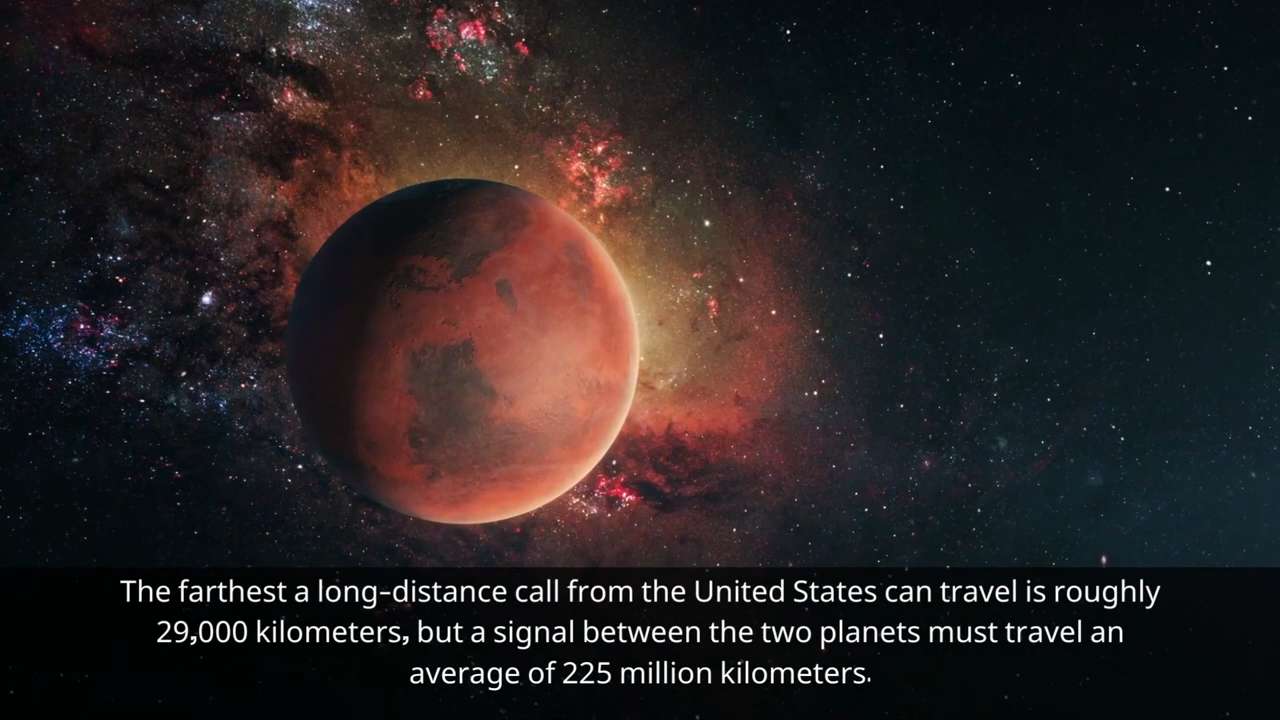 The farthest a long-distance call from the United States can travel is roughly
29,000 kilometers, but a signal between the two planets must travel an
average of 225 million kilometers.